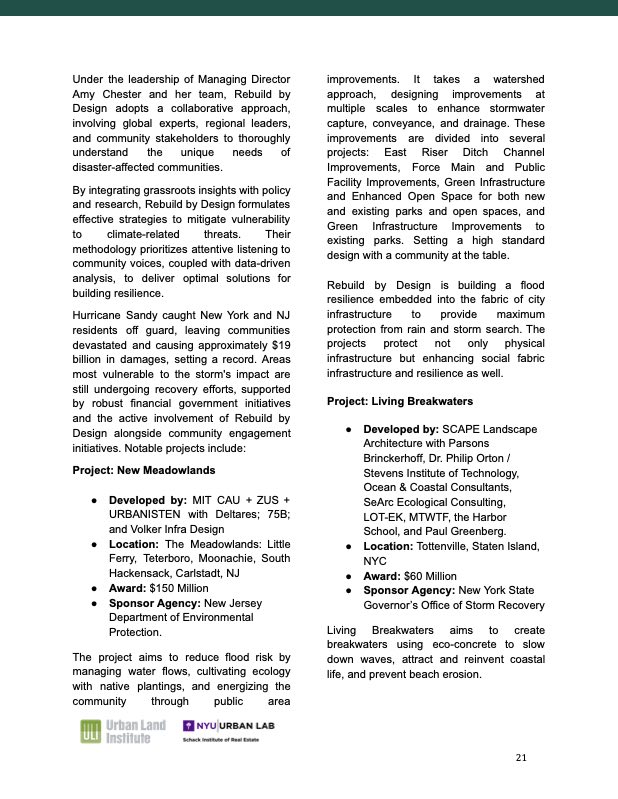 Under the leadership of Managing Director
Amy Chester and her team, Rebuild by
Design adopts a collaborative approach,
involving global experts, regional leaders,
and community stakeholders to thoroughly
understand the unique needs of
disaster-affected communities.
By integrating grassroots insights with policy
and research, Rebuild by Design formulates
effective strategies to mitigate vulnerability
to climate-related threats. Their
methodology prioritizes attentive listening to
community voices, coupled with data-driven
analysis, to deliver optimal solutions for
building resilience.
Hurricane Sandy caught New York and NJ
residents off guard, leaving communities
devastated and causing approximately $19
billion in damages, setting a record. Areas
most vulnerable to the storm's impact are
still undergoing recovery efforts, supported
by robust financial government initiatives
and the active involvement of Rebuild by
Design alongside community engagement
initiatives. Notable projects include:
Project: New Meadowlands
● Developed by: MIT CAU + ZUS +
URBANISTEN with Deltares; 75B;
and Volker Infra Design
● Location: The Meadowlands: Little
Ferry, Teterboro, Moonachie, South
Hackensack, Carlstadt, NJ
● Award: $150 Million
● Sponsor Agency: New Jersey
Department of Environmental
Protection.
The project aims to reduce flood risk by
managing water flows, cultivating ecology
with native plantings, and energizing the
community through public area
improvements. It takes a watershed
approach, designing improvements at
multiple scales to enhance stormwater
capture, conveyance, and drainage. These
improvements are divided into several
projects: East Riser Ditch Channel
Improvements, Force Main and Public
Facility Improvements, Green Infrastructure
and Enhanced Open Space for both new
and existing parks and open spaces, and
Green Infrastructure Improvements to
existing parks. Setting a high standard
design with a community at the table.
Rebuild by Design is building a flood
resilience embedded into the fabric of city
infrastructure to provide maximum
protection from rain and storm search. The
projects protect not only physical
infrastructure but enhancing social fabric
infrastructure and resilience as well.
Project: Living Breakwaters
● Developed by: SCAPE Landscape
Architecture with Parsons
Brinckerhoff, Dr. Philip Orton /
Stevens Institute of Technology,
Ocean & Coastal Consultants,
SeArc Ecological Consulting,
LOT-EK, MTWTF, the Harbor
School, and Paul Greenberg.
● Location: Tottenville, Staten Island,
NYC
● Award: $60 Million
● Sponsor Agency: New York State
Governor's Office of Storm Recovery
Living Breakwaters aims to create
breakwaters using eco-concrete to slow
down waves, attract and reinvent coastal
life, and prevent beach erosion.
ULI Urban Land
Institute
NYU URBAN LAB
Schack Institute of Real Estate
21